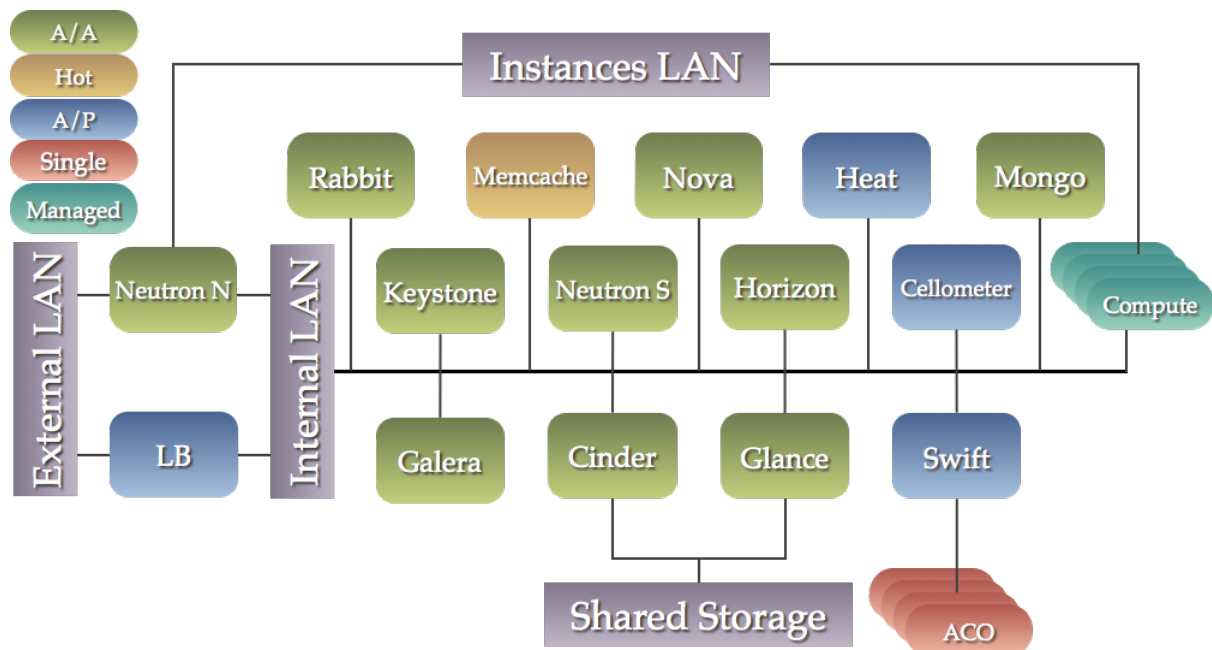 A/A
Hot
A/P
Single
Managed
Instances LAN
Rabbit
Memcache
Nova
Heat
Mongo
External LAN
Neutron N
Internal LAN
Keystone
Neutron S
Horizon
Cellometer
Compute
LB
Galera
Cinder
Glance
Swift
Shared Storage
ACO